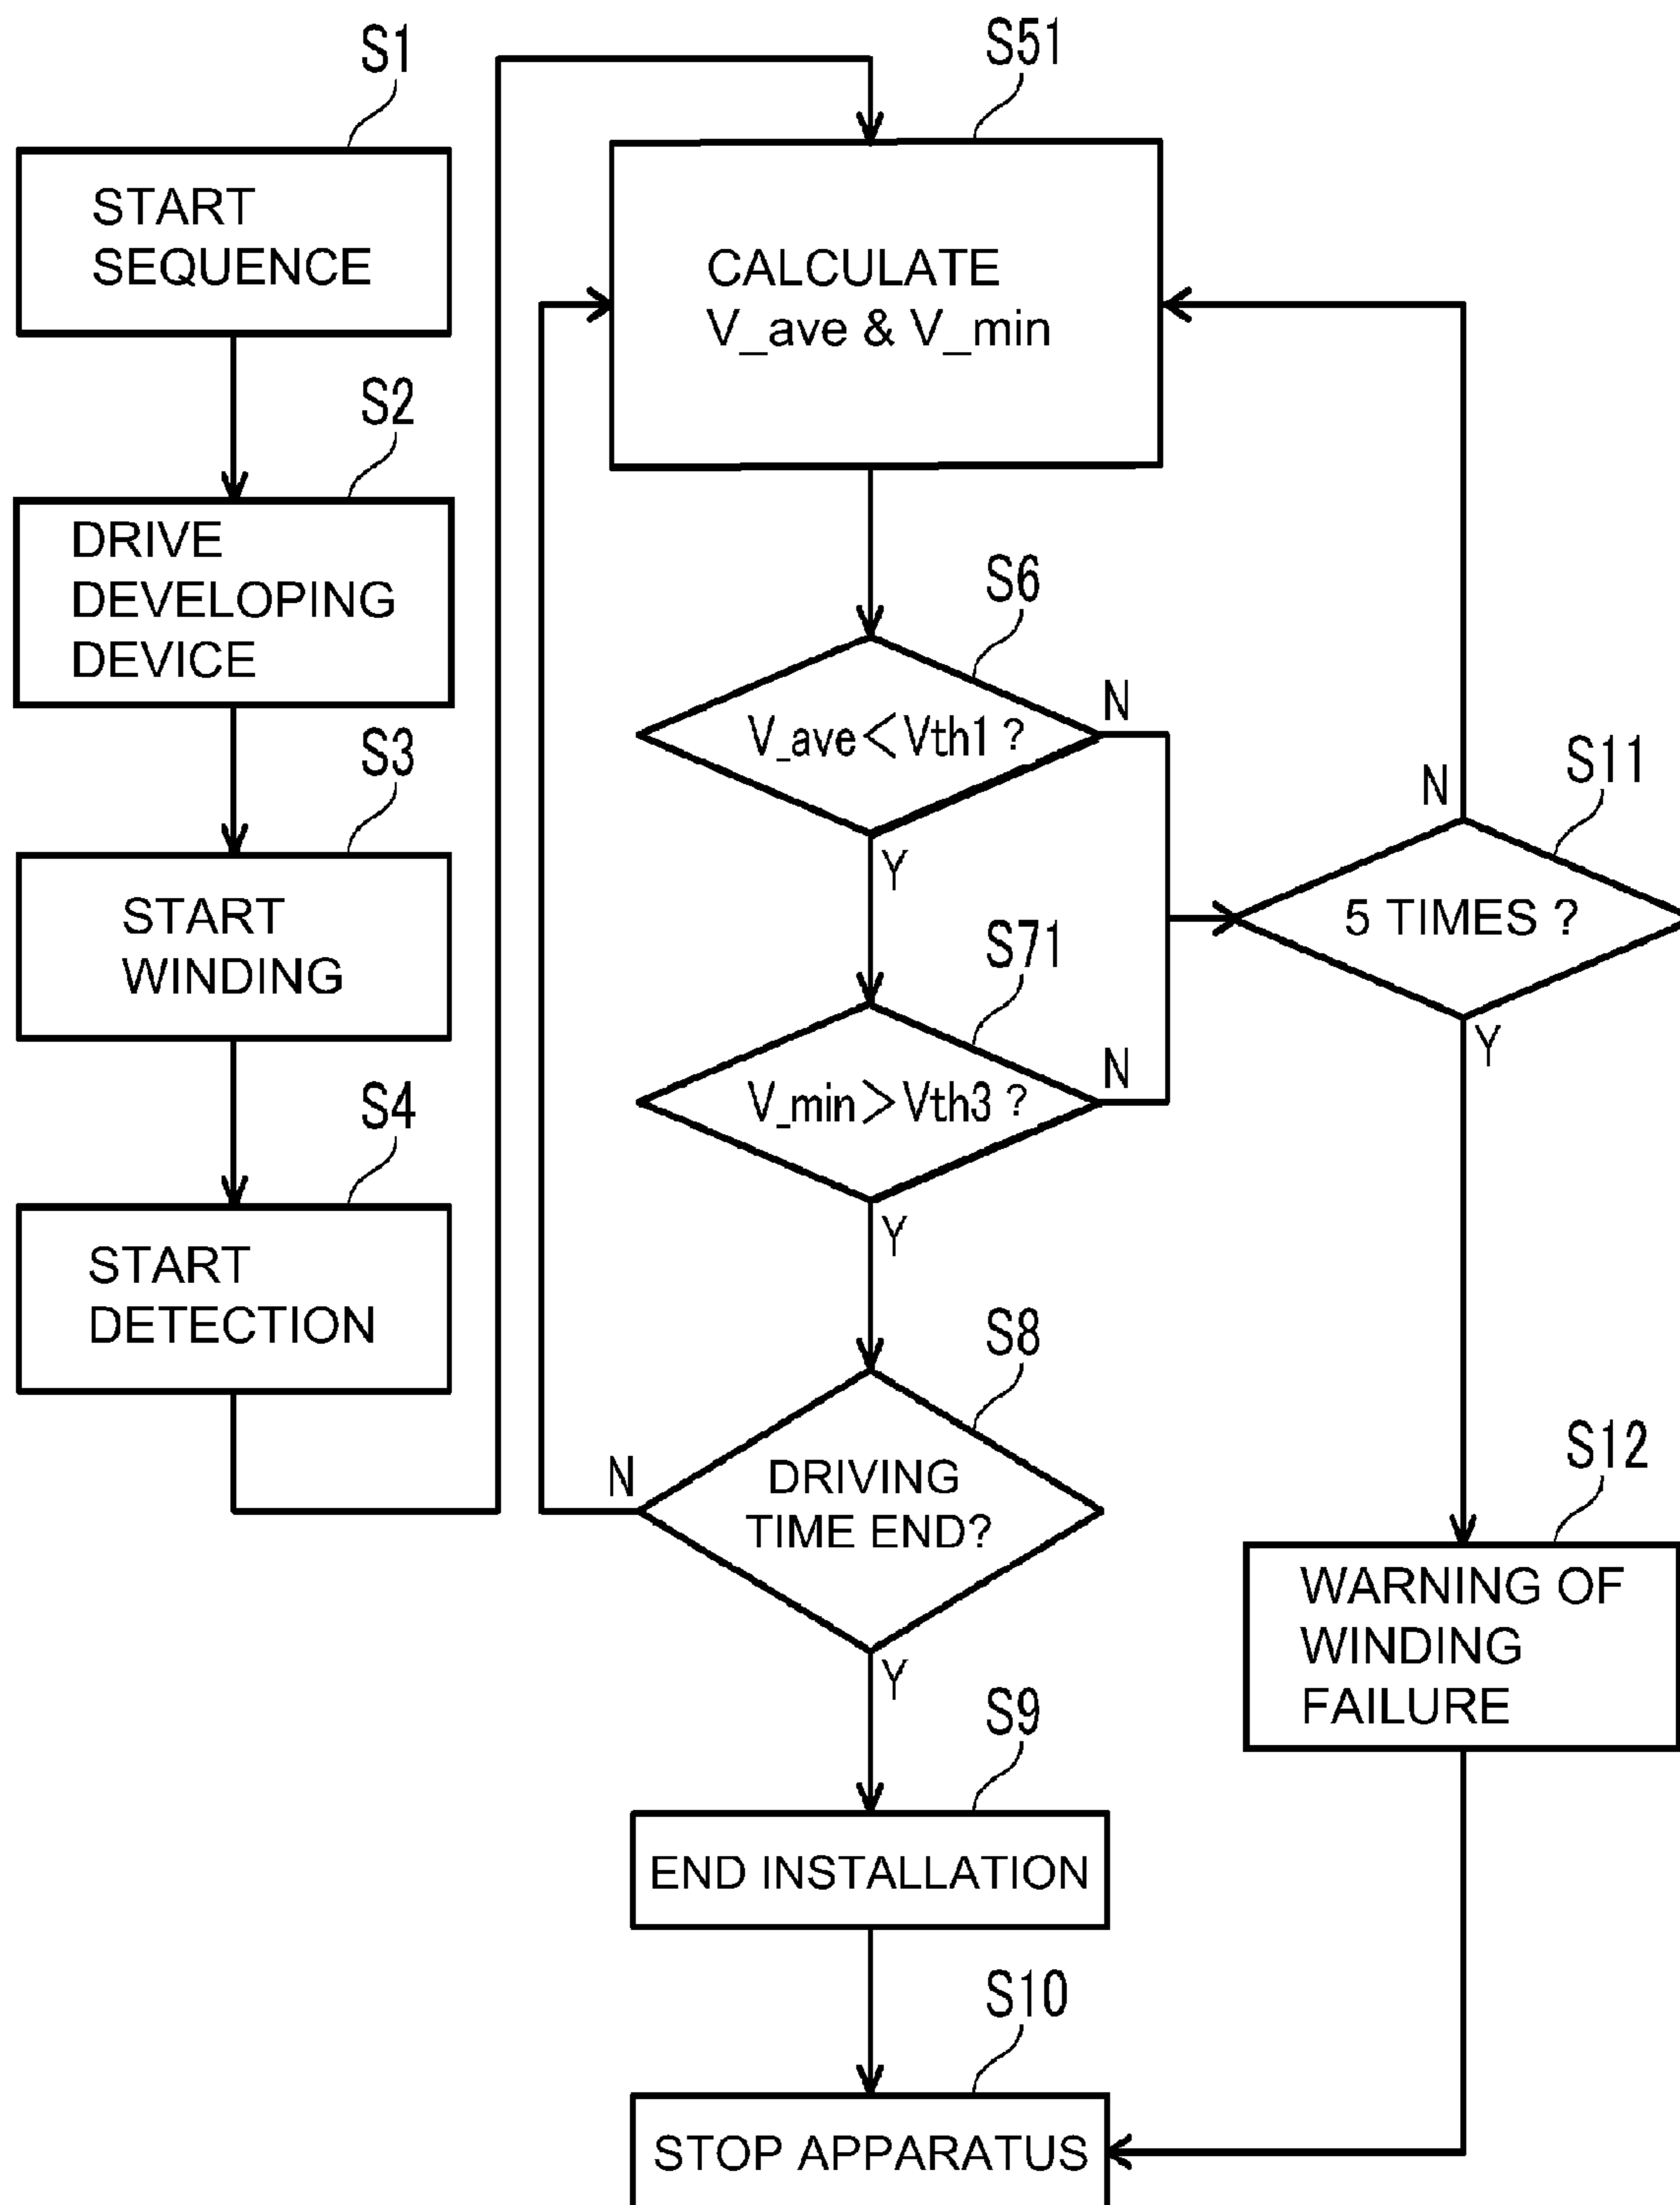 S1
START
SEQUENCE
S2
DRIVE
DEVELOPING
DEVICE
S3
START
WINDING
S4
START
DETECTION
S51
CALCULATE
V_ave & V_min
S6
V_ave<Vth1 ?
N
Y
S71
V_min>Vth3 ?
N
Y
S8
DRIVING
TIME END?
N
Y
S9
END INSTALLATION
S10
STOP APPARATUS
S11
5 TIMES ?
N
Y
S12
WARNING OF
WINDING
FAILURE